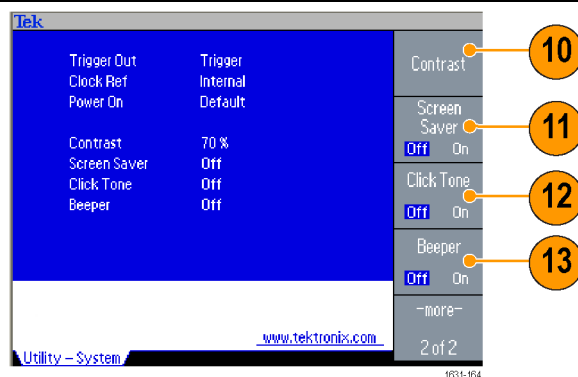 Tek
Trigger Out Trigger
Clock Ref Internal
Power On Default
Contrast 70 %
Screen Saver Off
Click Tone Off
Beeper Off
www.tektronix.com
Utility – System
Contrast
Screen
Saver
Off On
Click Tone
Off On
Beeper
Off On
-more-
2 of 2
10
11
12
13
1631-164